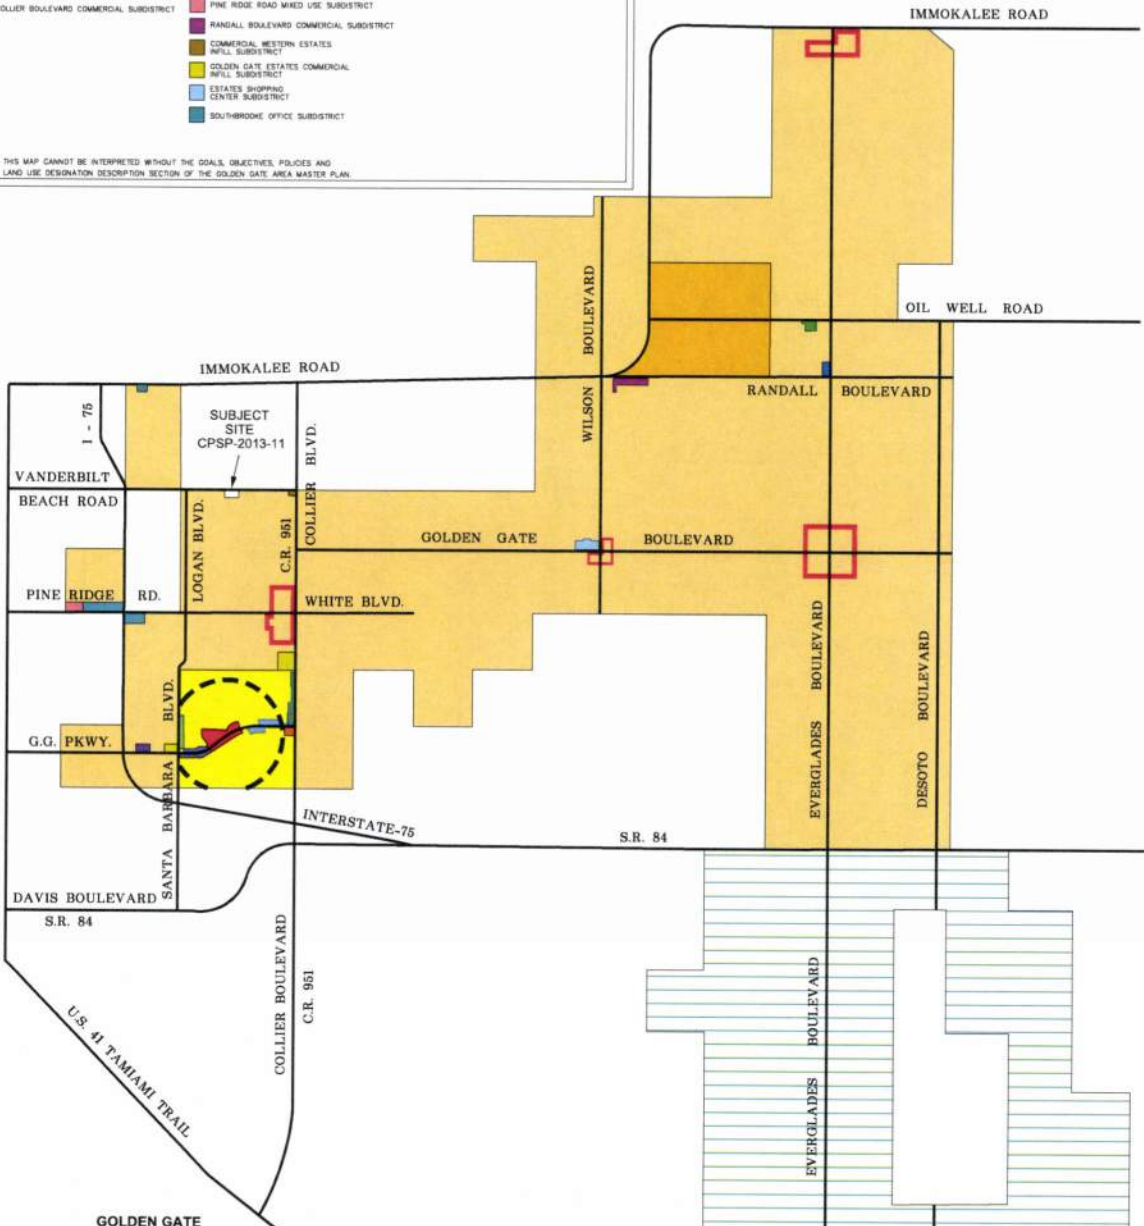 OLLIER BOULEVARD COMMERCIAL SUBDISTRICT
PINE RIDGE ROAD MIXED USE SUBDISTRICT
RANDALL BOULEVARD COMMERCIAL SUBDISTRICT
COMMERCIAL WESTERN ESTATES
INFILL SUBDISTRICT
GOLDEN GATE ESTATES COMMERCIAL
INFILL SUBDISTRICT
ESTATES SHOPPING
CENTER SUBDISTRICT
SOUTHBROOKE OFFICE SUBDISTRICT
THIS MAP CANNOT BE INTERPRETED WITHOUT THE GOALS, OBJECTIVES, POLICIES AND
LAND USE DESIGNATION DESCRIPTION SECTION OF THE GOLDEN GATE AREA MASTER PLAN.
IMMOKALEE ROAD
OIL WELL ROAD
WILSON BOULEVARD
RANDALL BOULEVARD
IMMOKALEE ROAD
I - 75
SUBJECT
SITE
CPSP-2013-11
COLLIER BLVD.
C.R. 951
VANDERBILT
BEACH ROAD
LOGAN BLVD.
GOLDEN GATE BOULEVARD
PINE RIDGE RD.
WHITE BLVD.
EVERGLADES BOULEVARD
DESOTO BOULEVARD
G.G. PKWY.
SANTA BARBARA BLVD.
INTERSTATE-75
S.R. 84
DAVIS BOULEVARD
S.R. 84
COLLIER BOULEVARD
C.R. 951
EVERGLADES BOULEVARD
EVERGLADES BOULEVARD
U.S. 41 TAMIAMI TRAIL
GOLDEN GATE